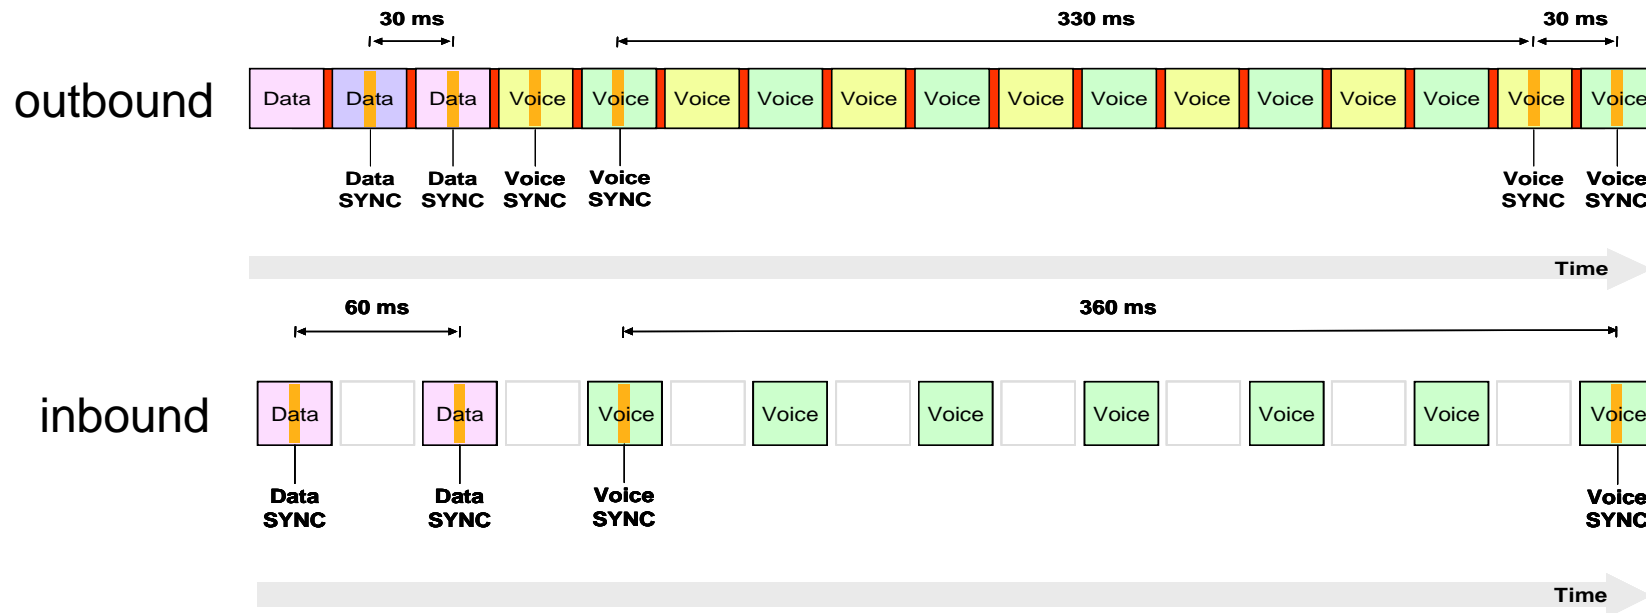 30 ms 330 ms 30 ms
outbound Data Data Data Voice Voice Voice Voice Voice Voice Voice Voice Voice Voice Voice Voice Voice Voice
Data Data Voice Voice Voice Voice
SYNC SYNC SYNC SYNC SYNC SYNC
Time
60 ms 360 ms
inbound Data Data Voice Voice Voice Voice Voice Voice Voice
Data Data Voice Voice
SYNC SYNC SYNC SYNC
Time